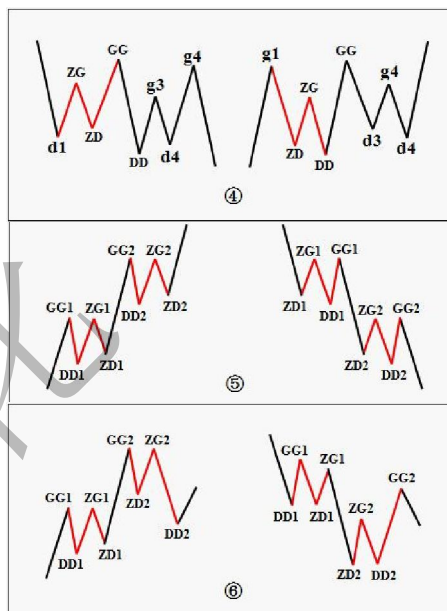 ZG GG g3 g4
d1 ZD DD d4
g1 ZG GG g4
ZD DD d3 d4
④
GG1 ZG1 GG2 ZG2
DD1 ZD1 DD2 ZD2
ZG1 GG1 ZG2 GG2
ZD1 DD1 ZD2 DD2
⑤
GG1 ZG1 GG2 ZG2
DD1 ZD1 ZD2 DD2
GG1 ZG1 ZG2 GG2
DD1 ZD1 ZD2 DD2
⑥